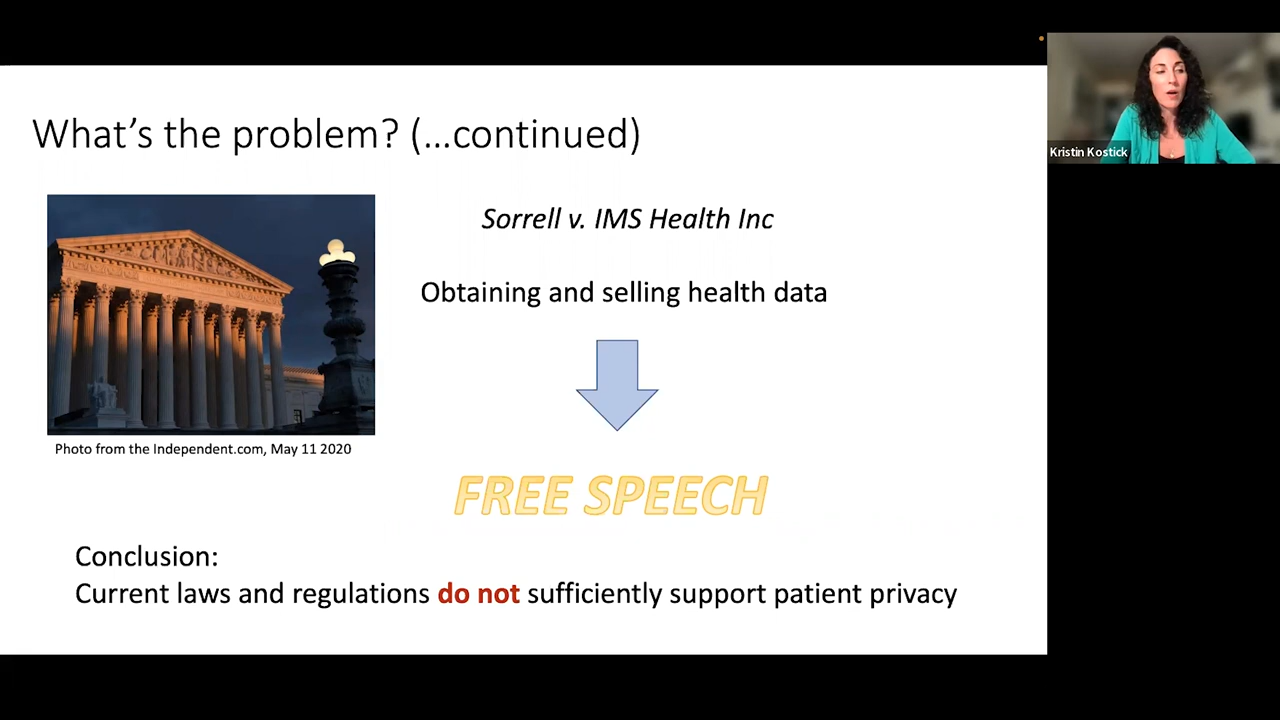 What's the problem? (...continued)
Sorrell v. IMS Health Inc
Obtaining and selling health data
Photo from the Independent.com, May 11 2020
FREE SPEECH
Conclusion:
Current laws and regulations do not sufficiently support patient privacy
Kristin Kostick